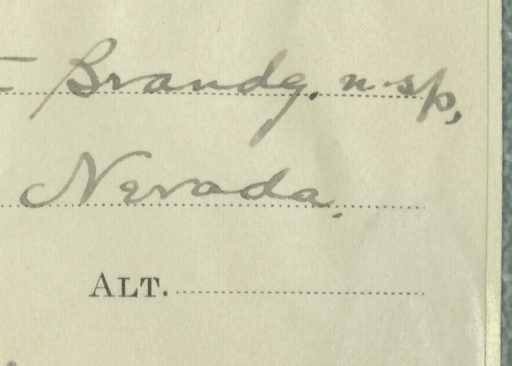 Brandg. n. sp,
Nevada.
ALT.